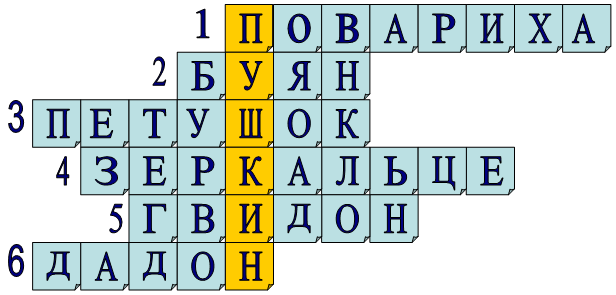 1 ПОВАРИХА
2 БУЯН
3 ПЕТУШОК
4 ЗЕРКАЛЬЦЕ
5 ГВИДОН
6 ДАДОН